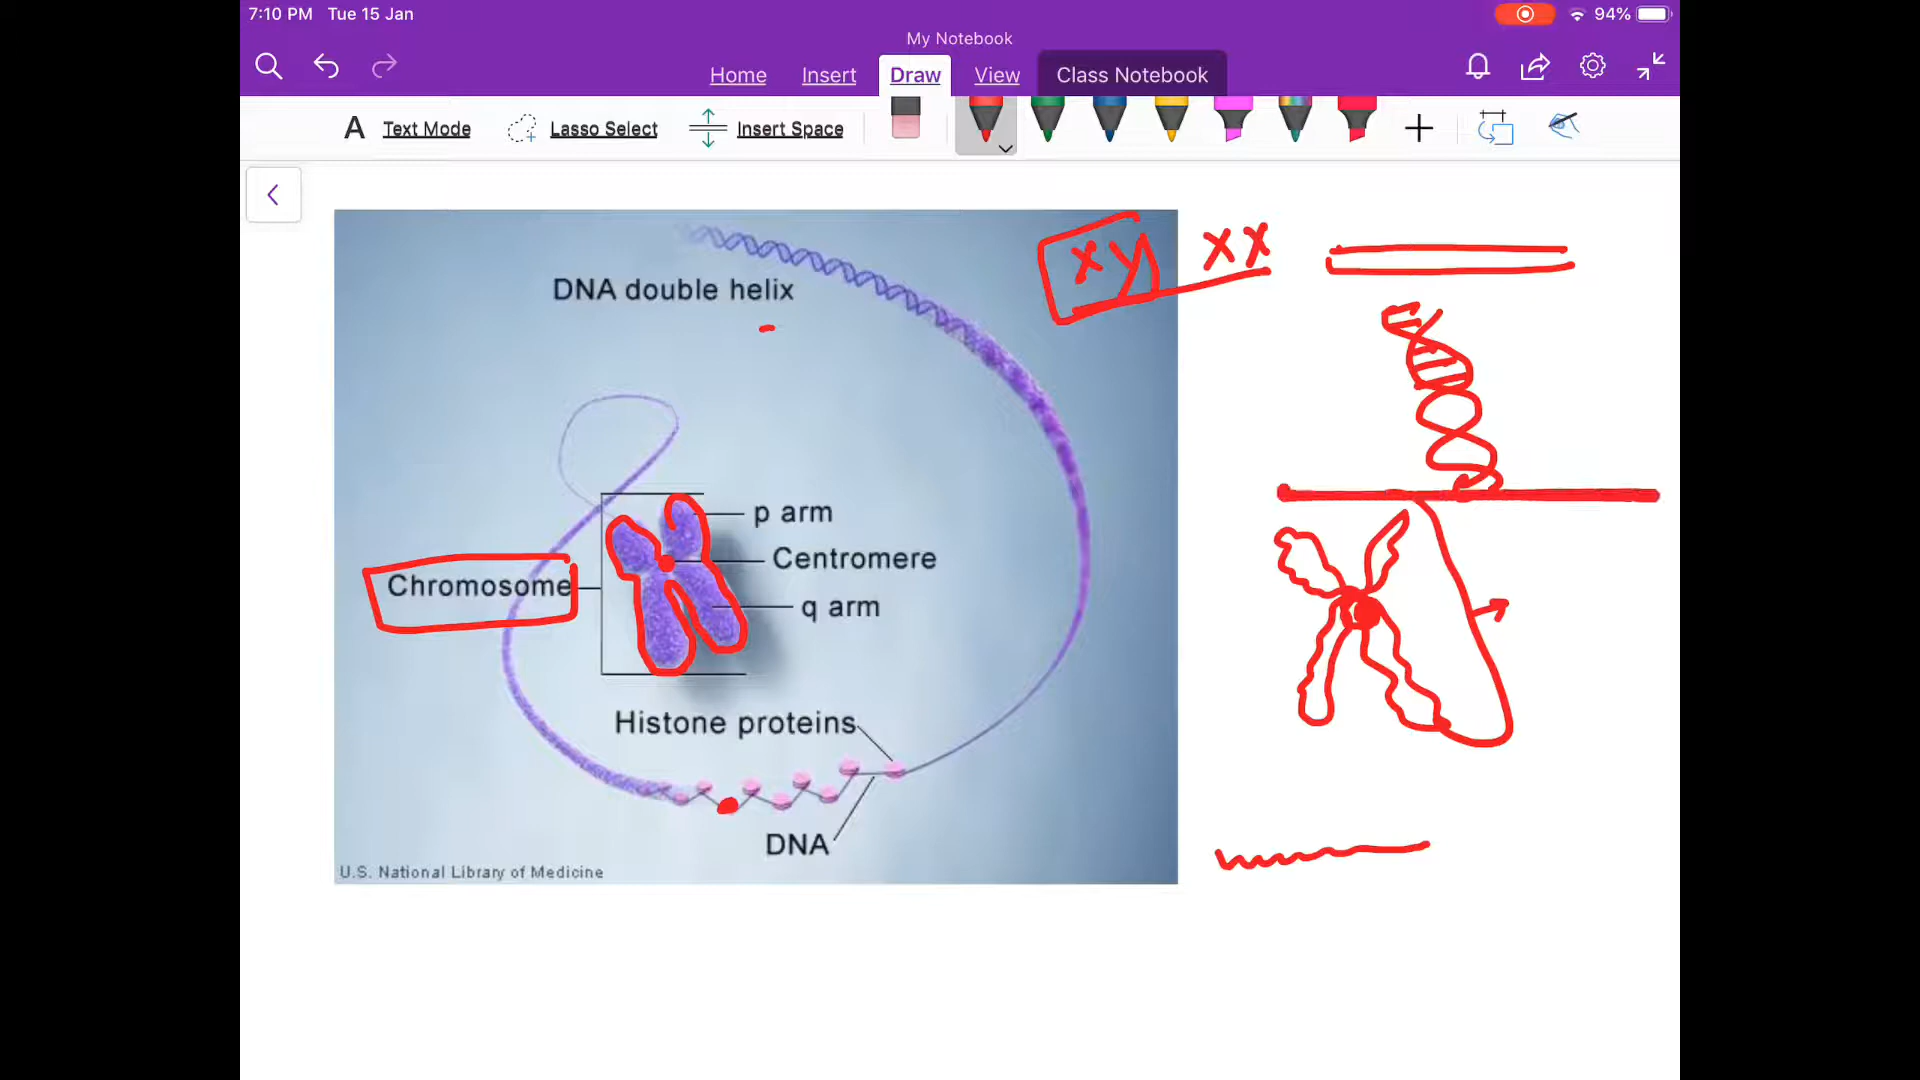 7:10 PM Tue 15 Jan
94%
My Notebook
Home Insert Draw View Class Notebook
A Text Mode Lasso Select Insert Space
xy xx
DNA double helix
p arm
Centromere
Chromosome
q arm
Histone proteins
DNA
U.S. National Library of Medicine